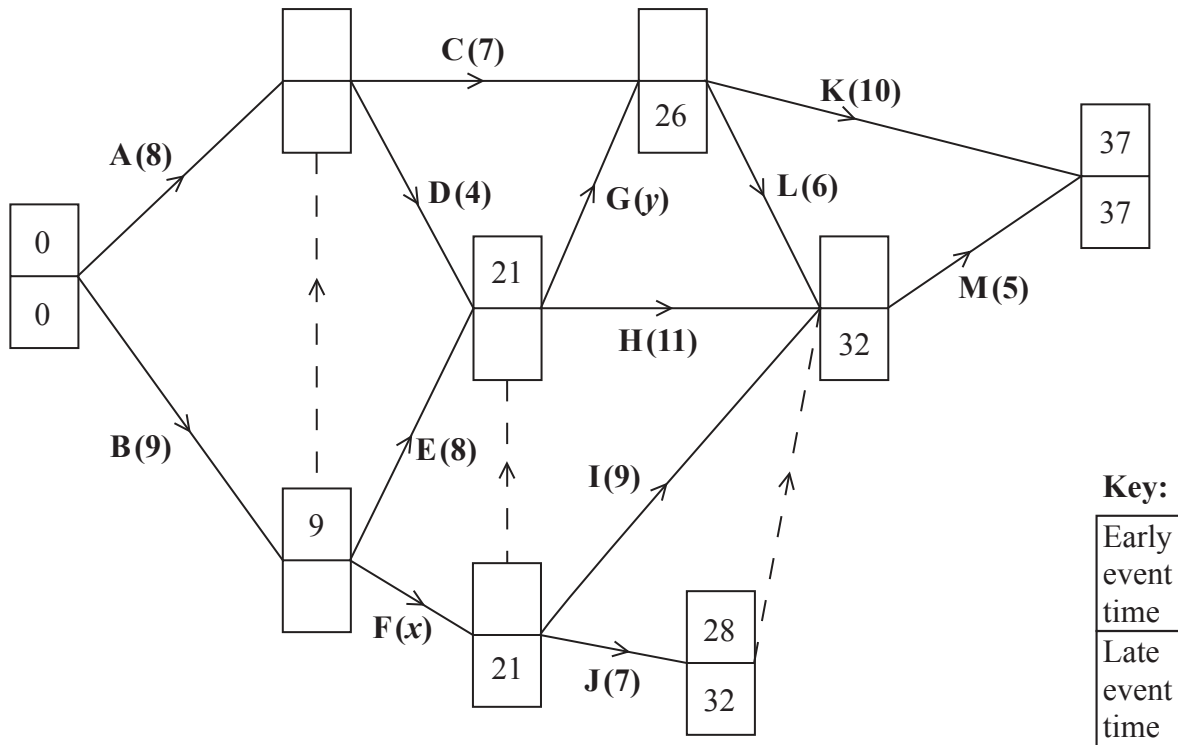 C(7)
K(10)
26
37
A(8)
D(4)
G(y)
L(6)
37
0
21
0
M(5)
H(11)
32
B(9)
E(8)
I(9)
Key:
9
Early
event
time
F(x)
28
21
J(7)
32
Late
event
time